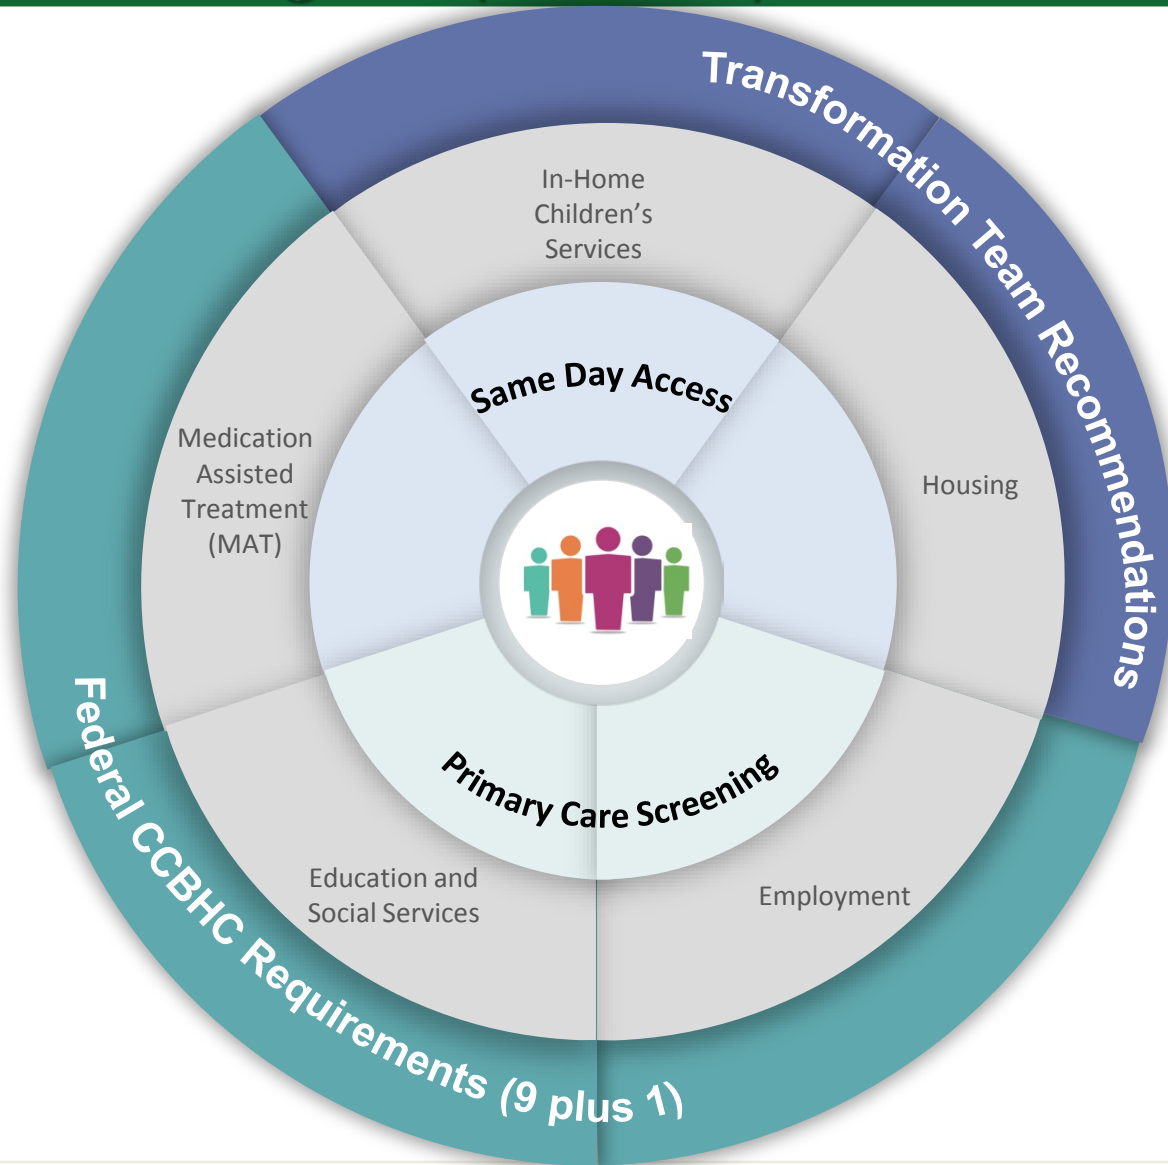 Transformation Team Recommendations
In-Home
Children's
Services
Same Day Access
Medication
Assisted
Treatment
(MAT)
Housing
Primary Care Screening
Education and
Social Services
Employment
Federal CCBHC Requirements (9 plus 1)